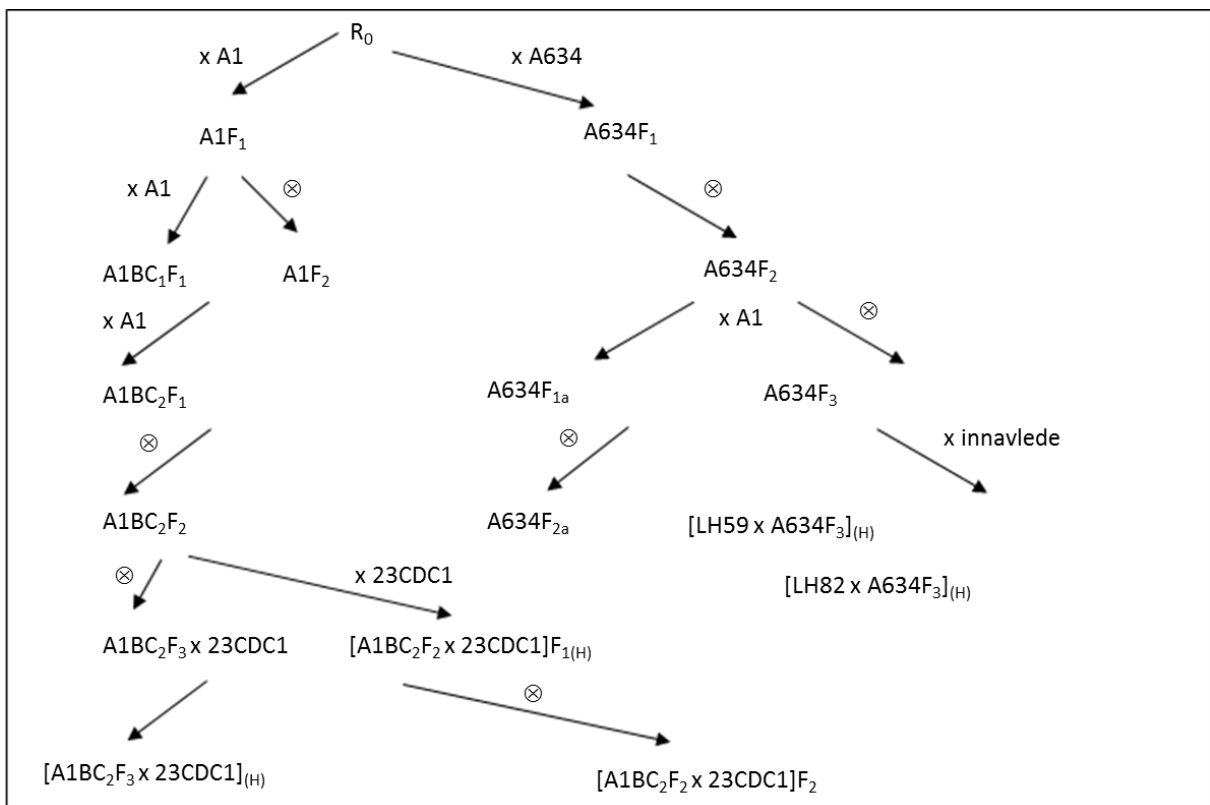 R₀
x A1
x A634
A1F₁
A634F₁
x A1
⊗
⊗
A1BC₁F₁
A1F₂
A634F₂
x A1
x A1
⊗
A1BC₂F₁
A634F₁ₐ
A634F₃
⊗
⊗
x innavlede
A1BC₂F₂
A634F₂ₐ
[LH59 x A634F₃]₍H₎
⊗
x 23CDC1
[LH82 x A634F₃]₍H₎
A1BC₂F₃ x 23CDC1
[A1BC₂F₂ x 23CDC1]F₁₍H₎
⊗
[A1BC₂F₃ x 23CDC1]₍H₎
[A1BC₂F₂ x 23CDC1]F₂